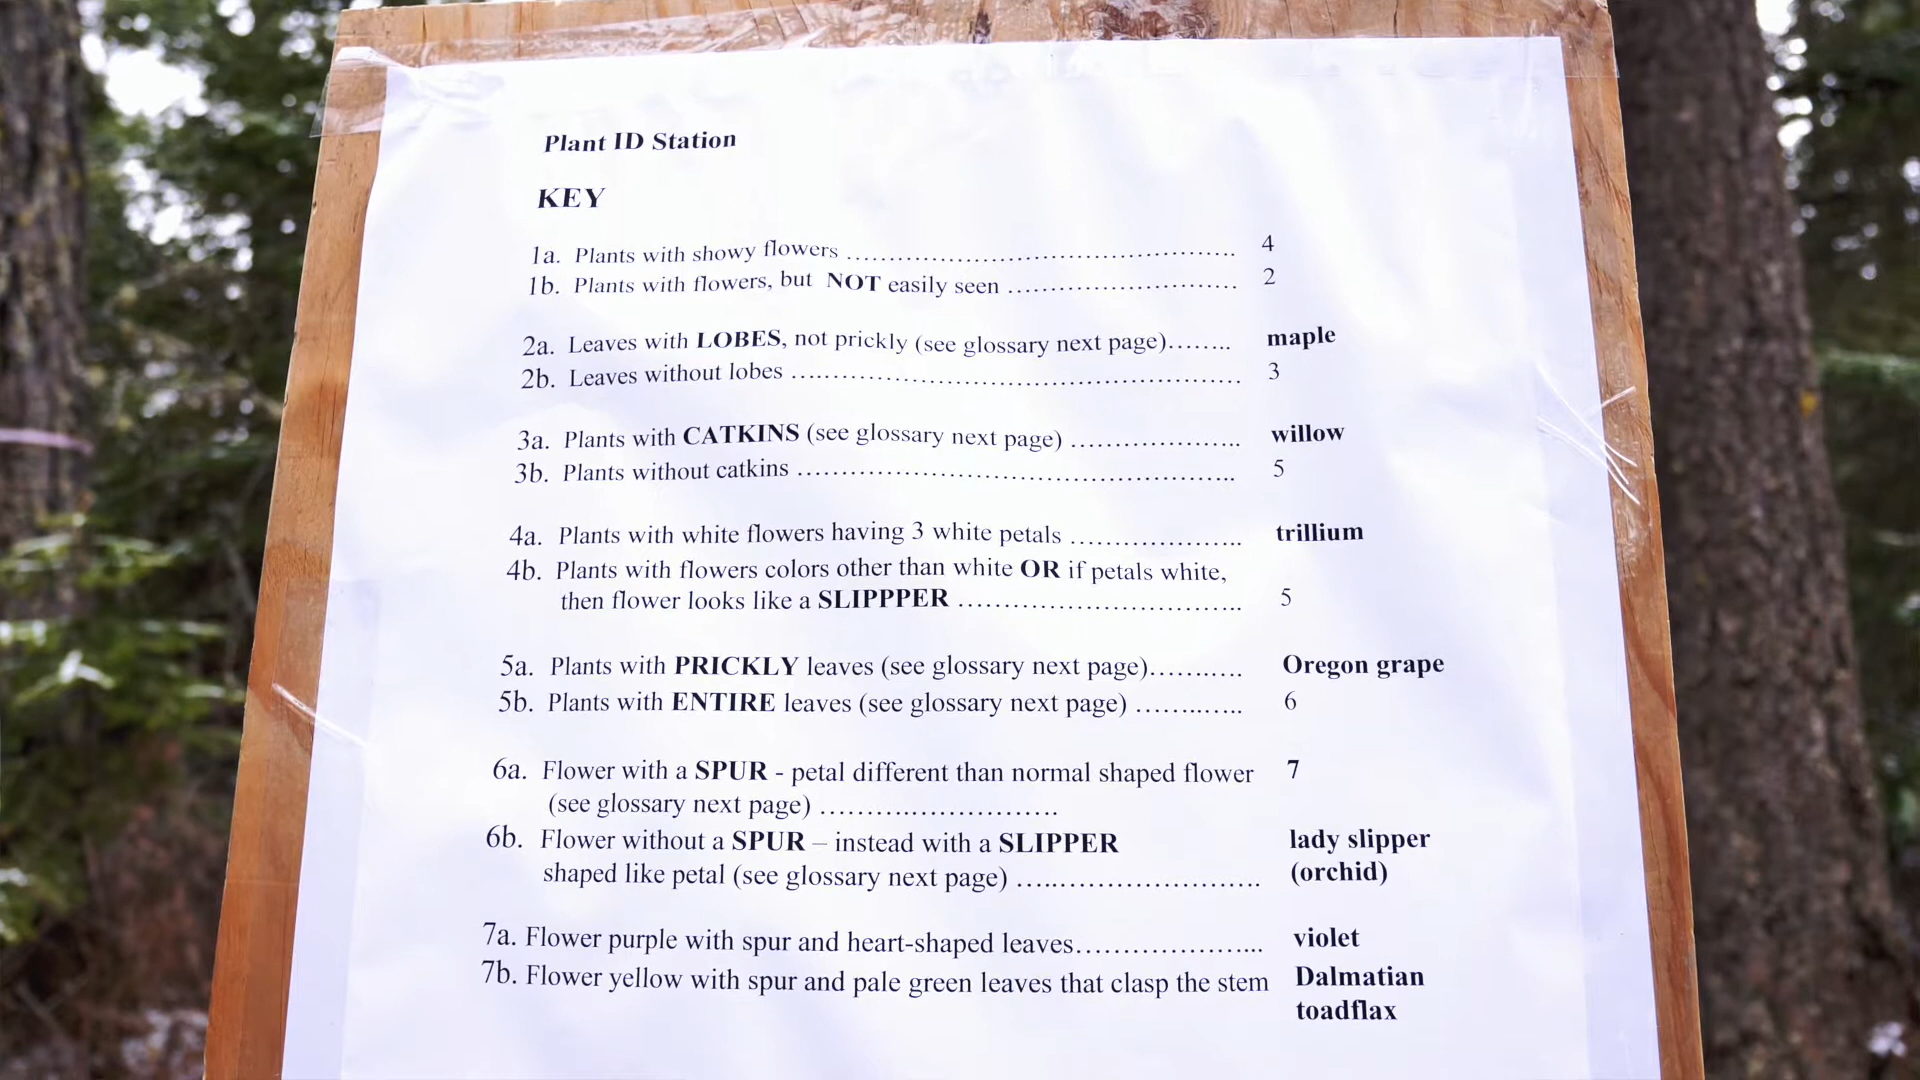 Plant ID Station
KEY
1a. Plants with showy flowers ........................................................ 4
1b. Plants with flowers, but NOT easily seen ................................. 2
2a. Leaves with LOBES, not prickly (see glossary next page)........ maple
2b. Leaves without lobes ................................................................ 3
3a. Plants with CATKINS (see glossary next page) ...................... willow
3b. Plants without catkins .............................................................. 5
4a. Plants with white flowers having 3 white petals ...................... trillium
4b. Plants with flowers colors other than white OR if petals white,
then flower looks like a SLIPPPER ........................................ 5
5a. Plants with PRICKLY leaves (see glossary next page)............ Oregon grape
5b. Plants with ENTIRE leaves (see glossary next page) .............. 6
6a. Flower with a SPUR - petal different than normal shaped flower 7
(see glossary next page) ..................................
6b. Flower without a SPUR – instead with a SLIPPER lady slipper
shaped like petal (see glossary next page) ................................. (orchid)
7a. Flower purple with spur and heart-shaped leaves........................ violet
7b. Flower yellow with spur and pale green leaves that clasp the stem Dalmatian
toadflax